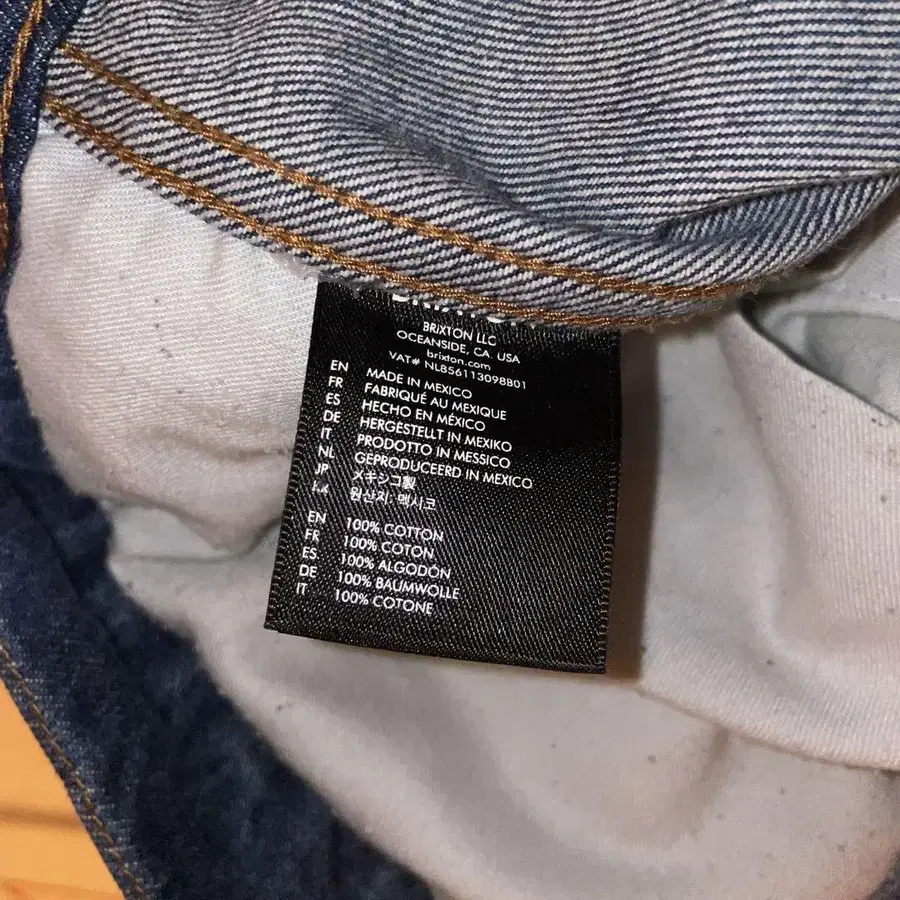 BRIXTON LLC
OCEANSIDE, CA. USA
brixton.com
VAT# NL856113098B01
EN MADE IN MEXICO
FR FABRIQUÉ AU MEXIQUE
ES HECHO EN MÉXICO
DE HERGESTELLT IN MEXIKO
IT PRODOTTO IN MESSICO
NL GEPRODUCEERD IN MEXICO
JP メキシコ製
원산지: 멕시코
EN 100% COTTON
FR 100% COTON
ES 100% ALGODÓN
DE 100% BAUMWOLLE
IT 100% COTONE